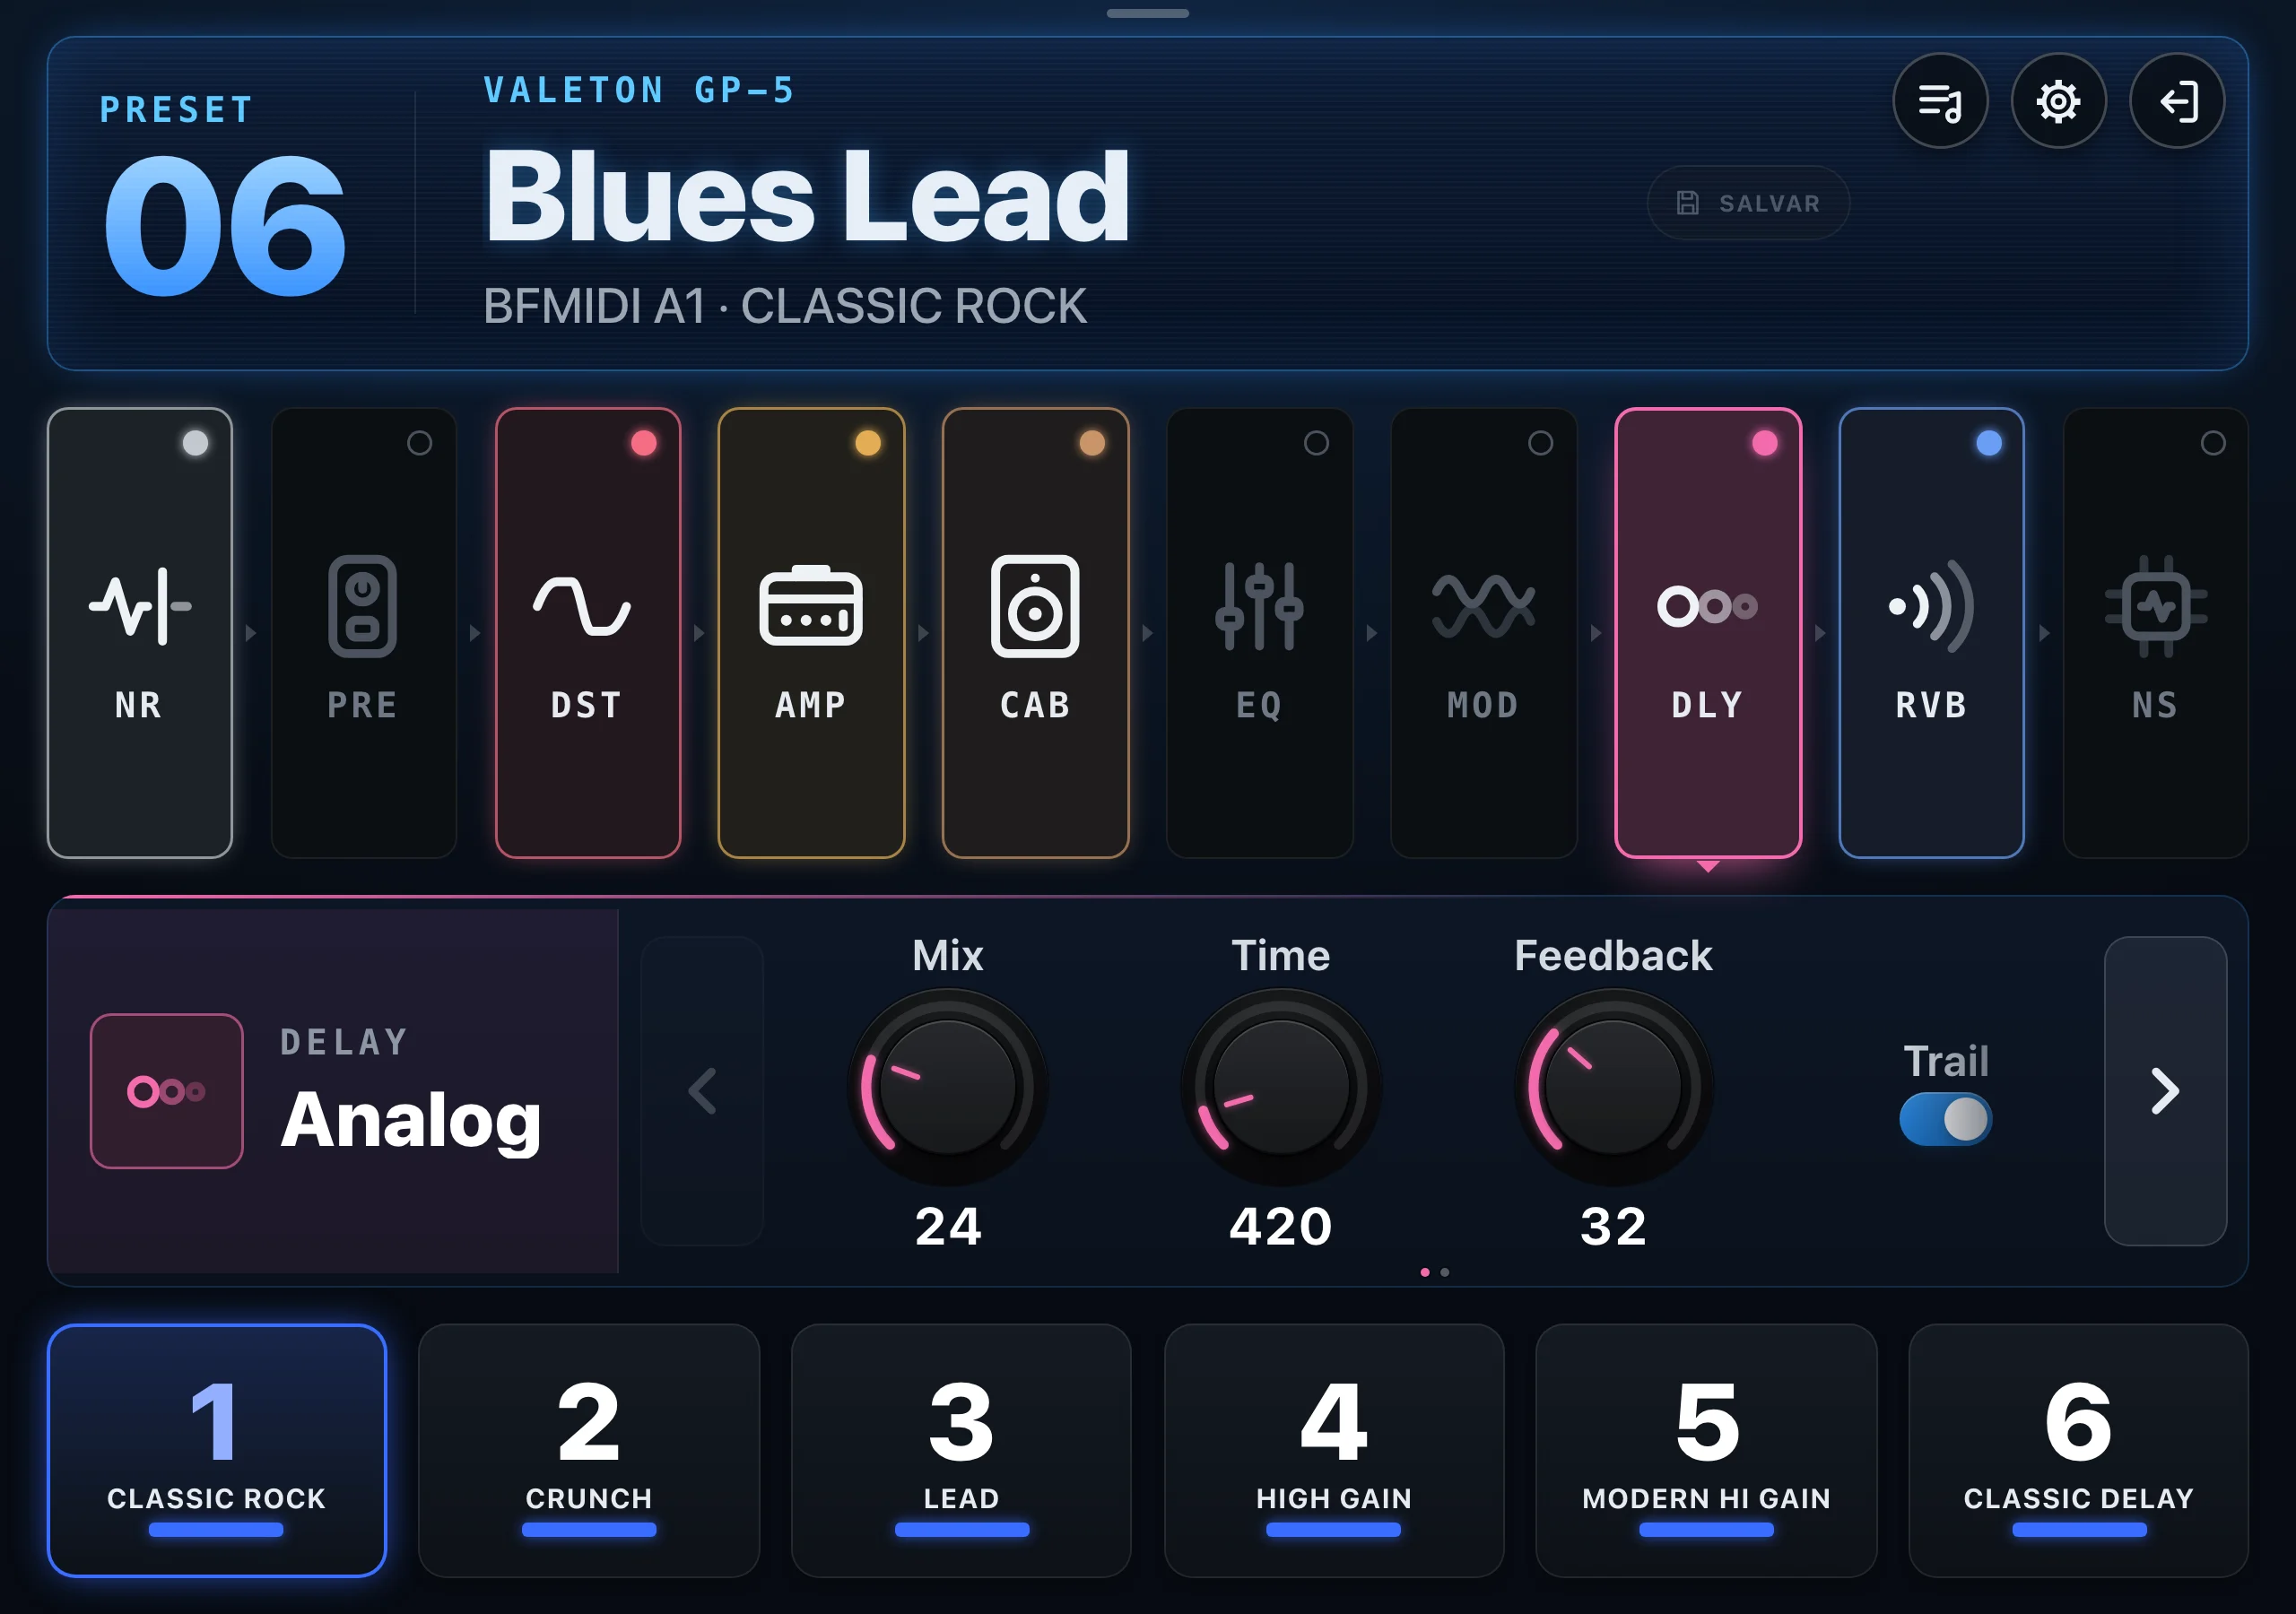 PRESET
06
VALETON GP-5
Blues Lead
BFMIDI A1 · CLASSIC ROCK
SALVAR
NR
PRE
DST
AMP
CAB
EQ
MOD
DLY
RVB
NS
DELAY
Analog
Mix
24
Time
420
Feedback
32
Trail
1
CLASSIC ROCK
2
CRUNCH
3
LEAD
4
HIGH GAIN
5
MODERN HI GAIN
6
CLASSIC DELAY